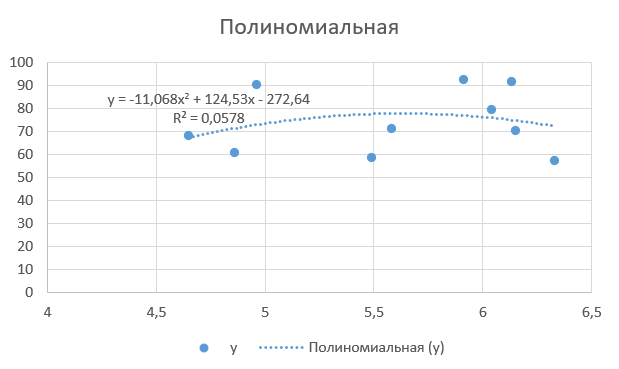 Полиномиальная
100
90
80
70
60
50
40
30
20
10
0
y = -11,068x² + 124,53x - 272,64
R² = 0,0578
4 4,5 5 5,5 6 6,5
y Полиномиальная (y)